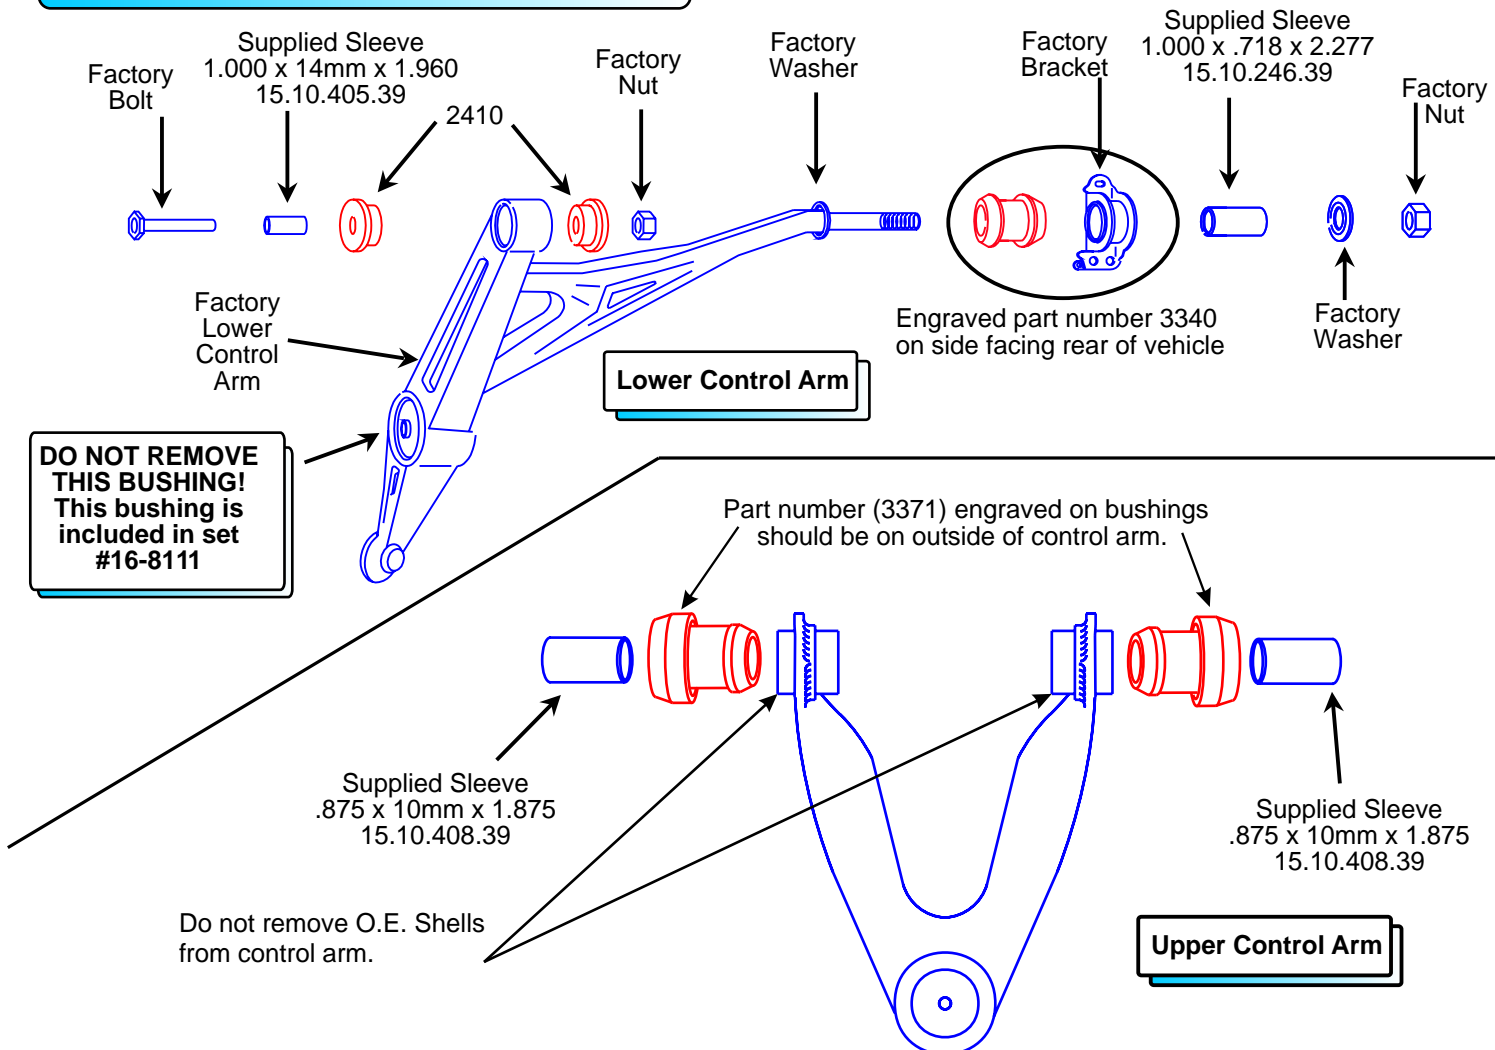 Supplied Sleeve
1.000 x 14mm x 1.960
15.10.405.39
Factory
Bolt
2410
Factory
Nut
Factory
Washer
Factory
Bracket
Supplied Sleeve
1.000 x .718 x 2.277
15.10.246.39
Factory
Nut
Factory
Lower
Control
Arm
Engraved part number 3340
on side facing rear of vehicle
Factory
Washer
Lower Control Arm
DO NOT REMOVE
THIS BUSHING!
This bushing is
included in set
#16-8111
Part number (3371) engraved on bushings
should be on outside of control arm.
Supplied Sleeve
.875 x 10mm x 1.875
15.10.408.39
Supplied Sleeve
.875 x 10mm x 1.875
15.10.408.39
Do not remove O.E. Shells
from control arm.
Upper Control Arm